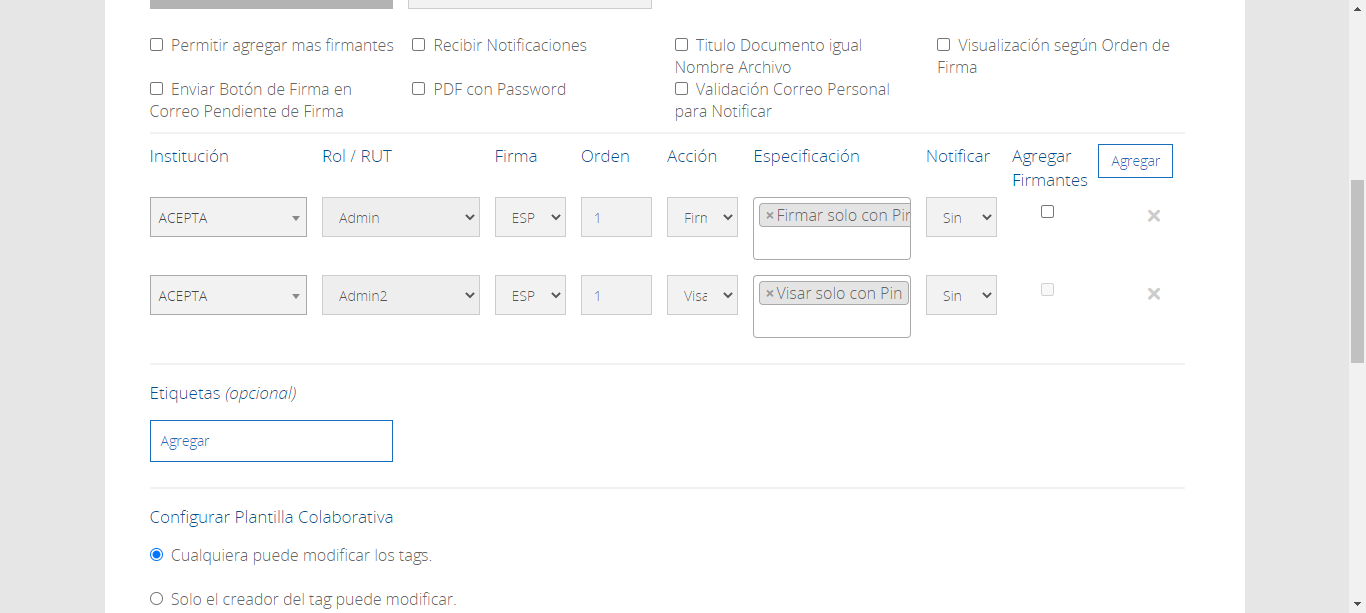 Permitir agregar mas firmantes
Recibir Notificaciones
Titulo Documento igual
Nombre Archivo
Visualización según Orden de
Firma
Enviar Botón de Firma en
Correo Pendiente de Firma
PDF con Password
Validación Correo Personal
para Notificar
Institución
Rol / RUT
Firma
Orden
Acción
Especificación
Notificar
Agregar
Firmantes
Agregar
ACEPTA
Admin
ESP
1
Firm
×Firmar solo con Pin
Sin
×
ACEPTA
Admin2
ESP
1
Visa
×Visar solo con Pin
Sin
×
Etiquetas (opcional)
Agregar
Configurar Plantilla Colaborativa
Cualquiera puede modificar los tags.
Solo el creador del tag puede modificar.